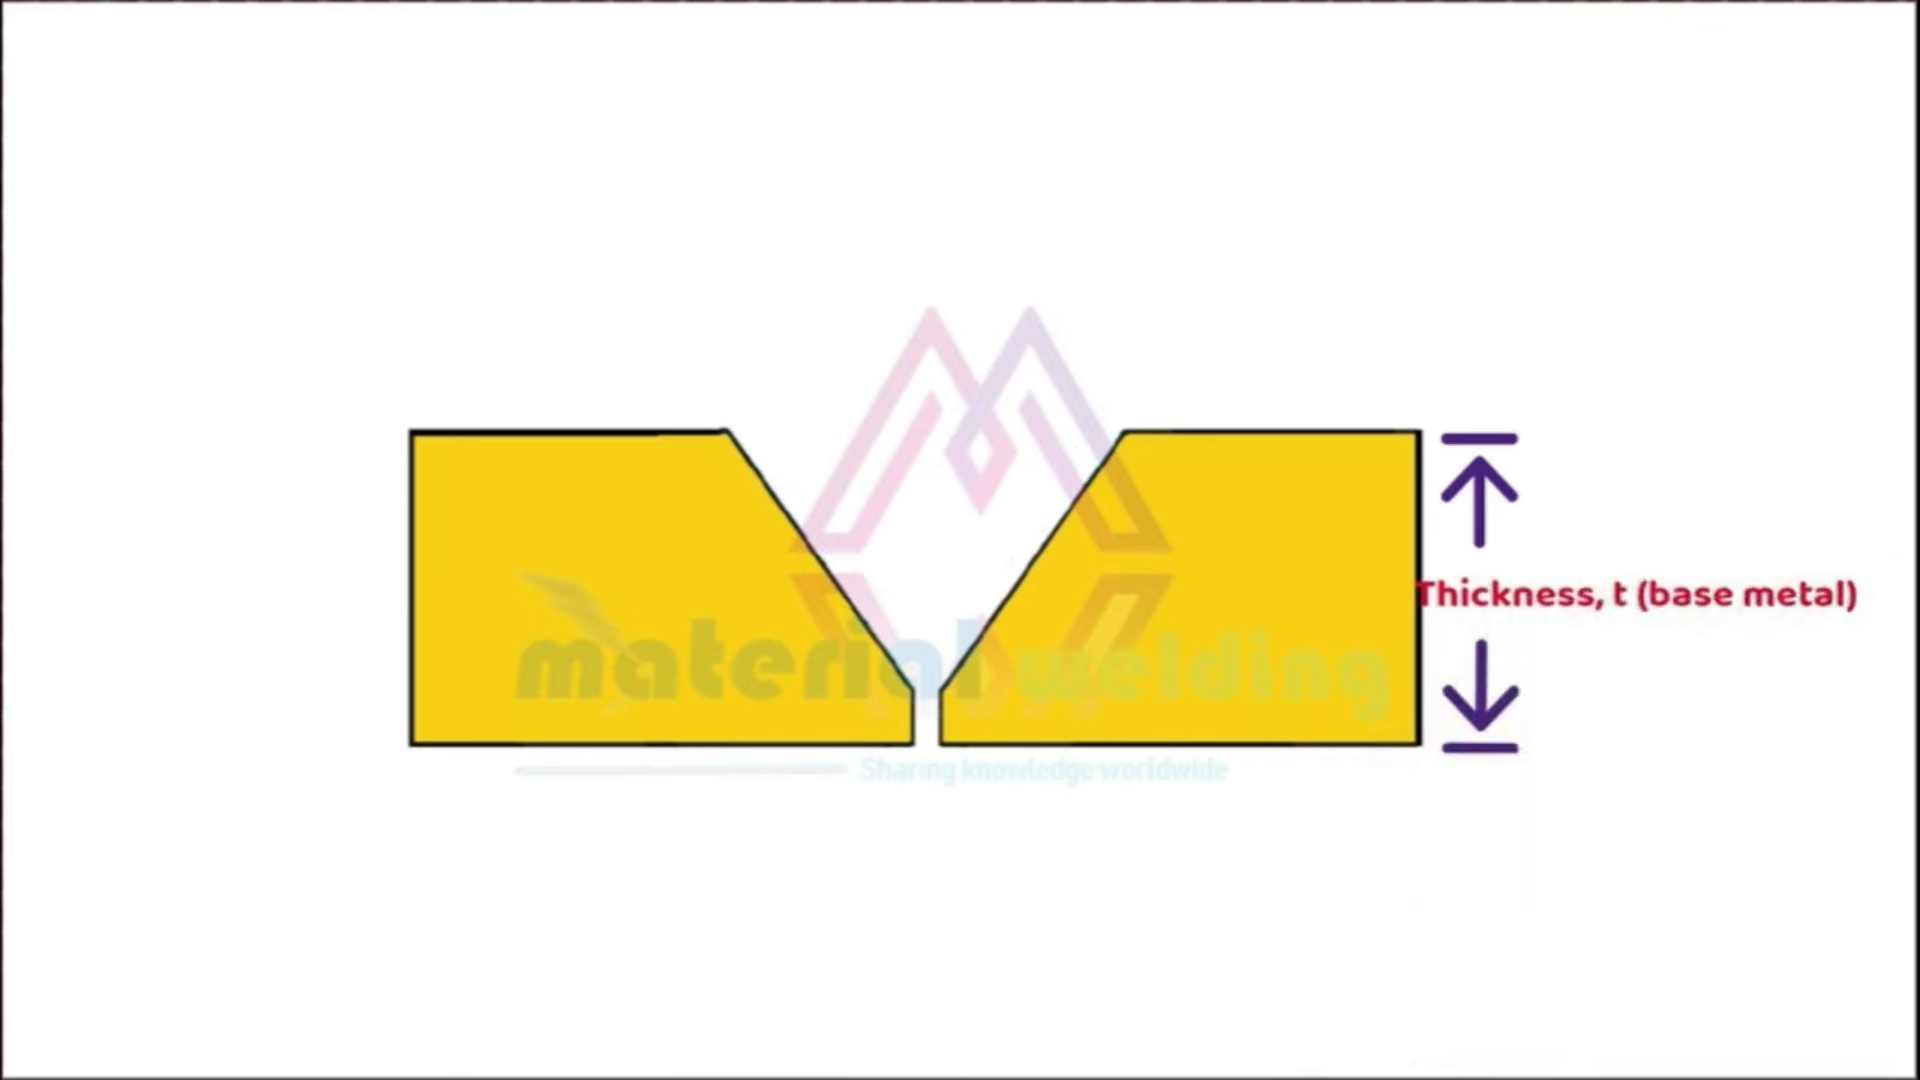 Thickness, t (base metal)
material welding
Sharing knowledge worldwide